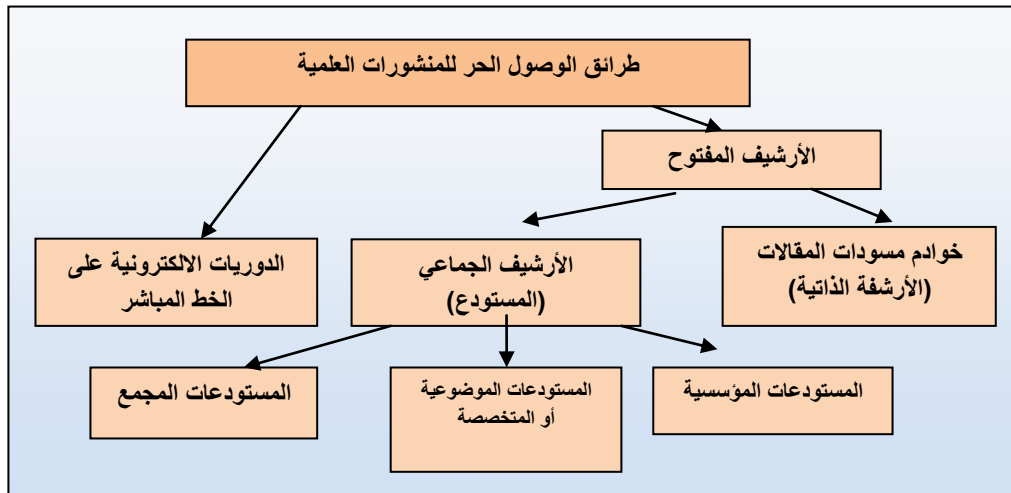 طرائق الوصول الحر للمنشورات العلمية
الأرشيف المفتوح
خوادم مسودات المقالات
(الأرشفة الذاتية)
الأرشيف الجماعي
(المستودع)
الدوريات الالكترونية على
الخط المباشر
المستودعات المؤسسية
المستودعات الموضوعية
أو المتخصصة
المستودعات المجمع